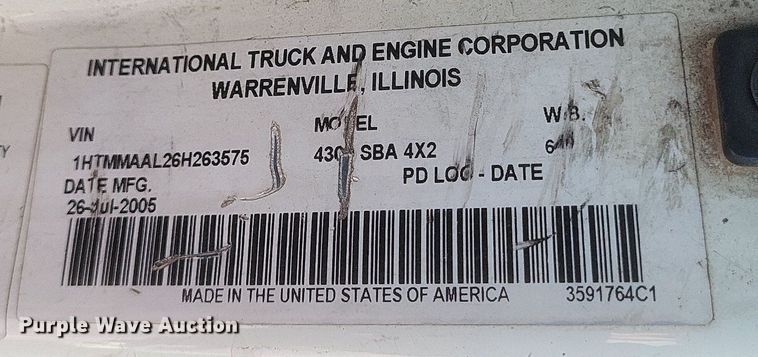 INTERNATIONAL TRUCK AND ENGINE CORPORATION
WARRENVILLE, ILLINOIS
VIN MODEL W.B.
1HTMMAAL26H263575 SBA 4X2
DATE MFG. PD LOC - DATE
26-Jul-2005
MADE IN THE UNITED STATES OF AMERICA 3591764C1
Purple Wave Auction